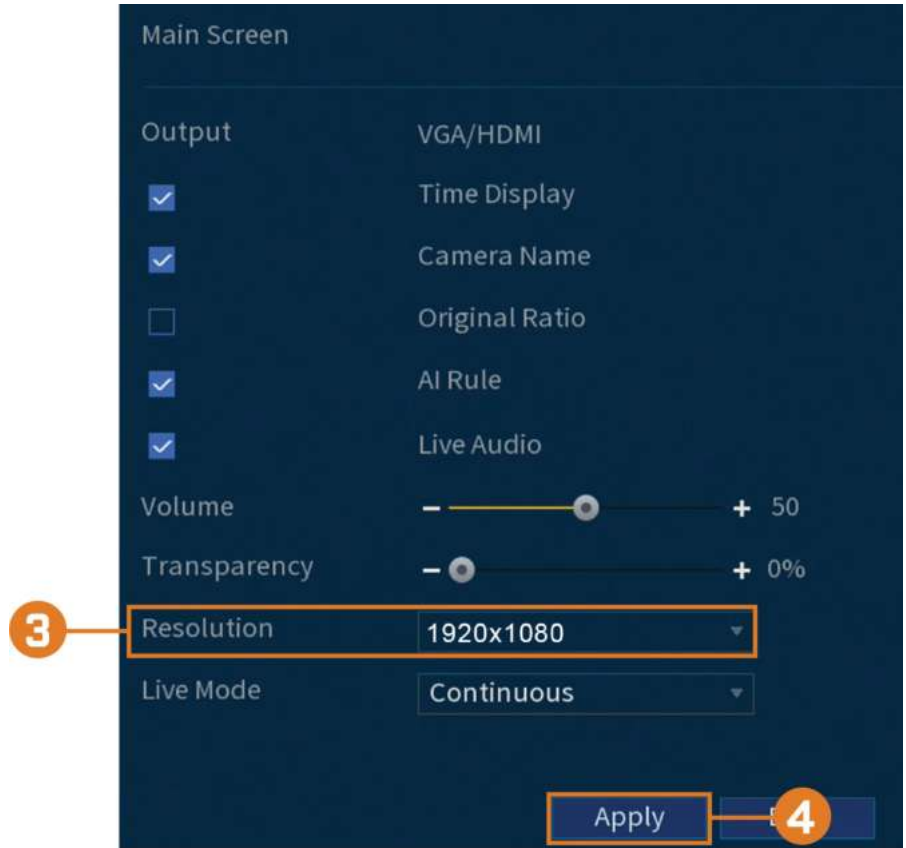 Main Screen
Output VGA/HDMI
Time Display
Camera Name
Original Ratio
AI Rule
Live Audio
Volume − + 50
Transparency − + 0%
3 Resolution 1920x1080
Live Mode Continuous
Apply 4